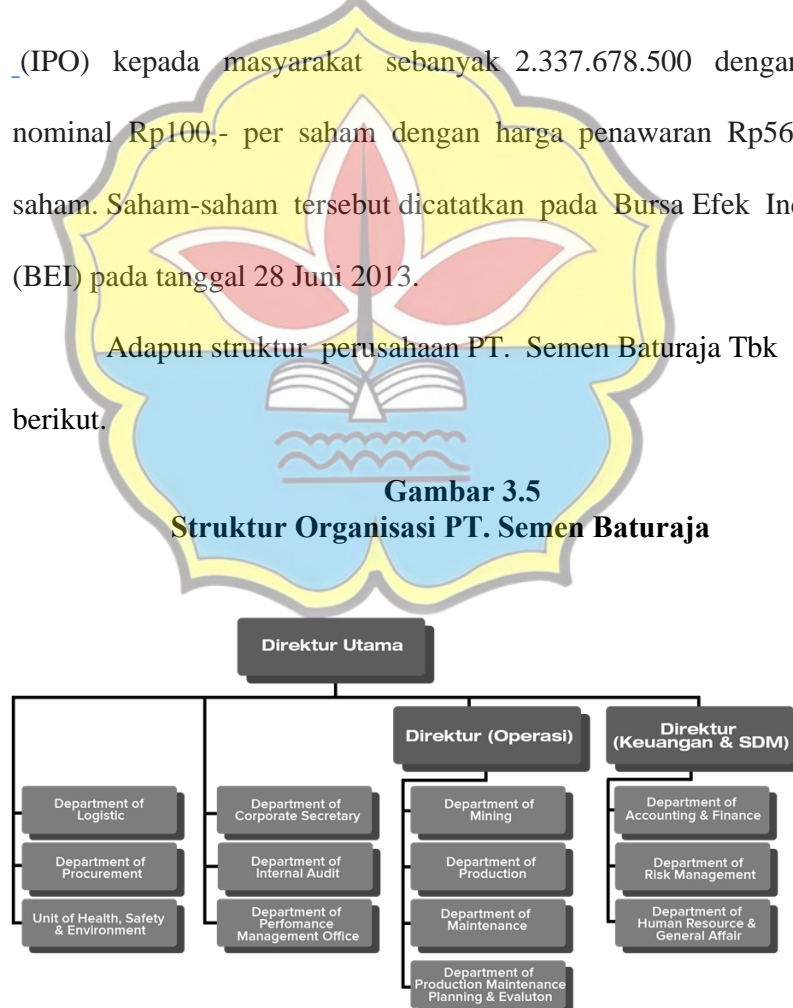 (IPO) kepada masyarakat sebanyak 2.337.678.500 dengan
nominal Rp100,- per saham dengan harga penawaran Rp56
saham. Saham-saham tersebut dicatatkan pada Bursa Efek
(BEI) pada tanggal 28 Juni 2013.
Adapun struktur perusahaan PT. Semen Baturaja Tbk
berikut.
Gambar 3.5
Struktur Organisasi PT. Semen Baturaja
Direktur Utama
Direktur (Operasi)
Direktur
(Keuangan & SDM)
Department of
Logistic
Department of
Procurement
Unit of Health, Safety
& Environment
Department of
Corporate Secretary
Department of
Internal Audit
Department of
Perfomance
Management Office
Department of
Mining
Department of
Production
Department of
Maintenance
Department of
Production Maintenance
Planning & Evaluton
Department of
Accounting & Finance
Department of
Risk Management
Department of
Human Resource &
General Affair